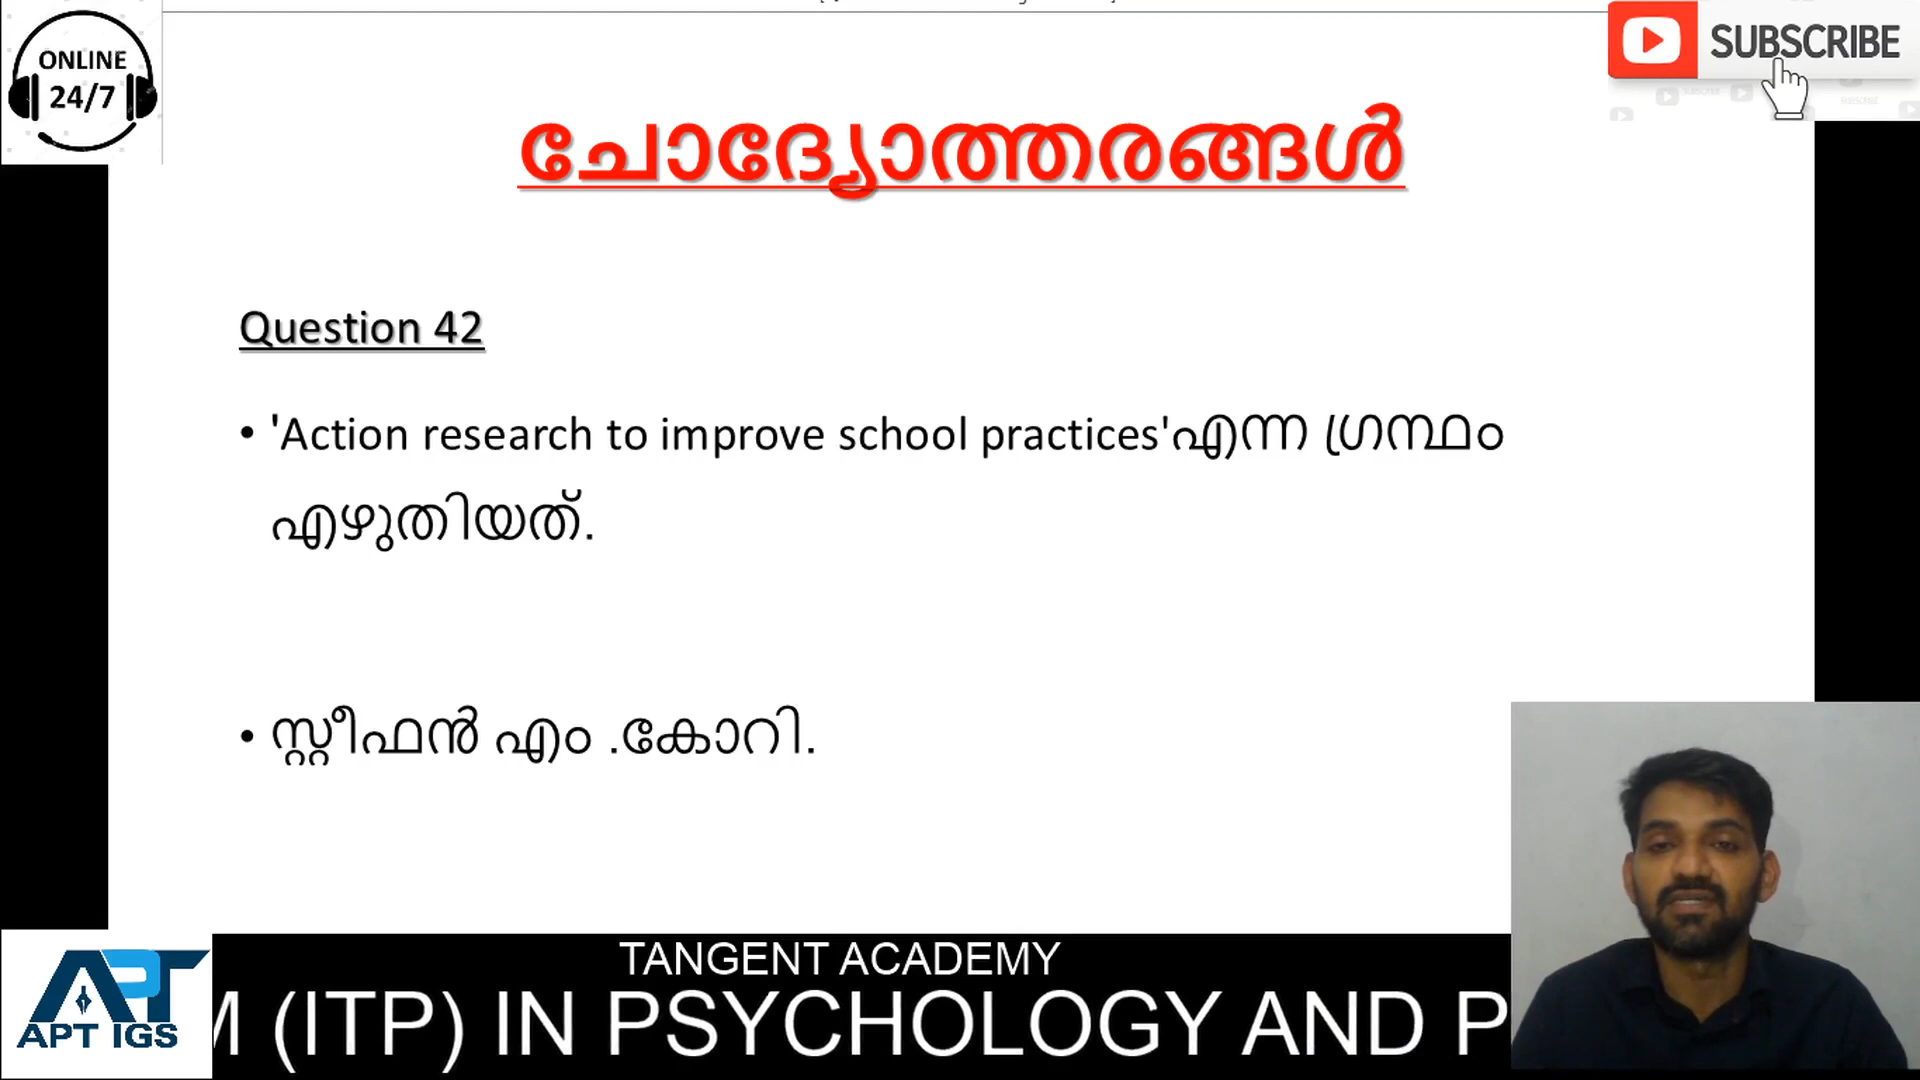 ONLINE
24/7
SUBSCRIBE
ചോദ്യോത്തരങ്ങൾ
Question 42
• 'Action research to improve school practices'എന്ന ഗ്രന്ഥം
എഴുതിയത്.
• സ്റ്റീഫൻ എം .കോറി.
TANGENT ACADEMY
M (ITP) IN PSYCHOLOGY AND P
APT
APT IGS